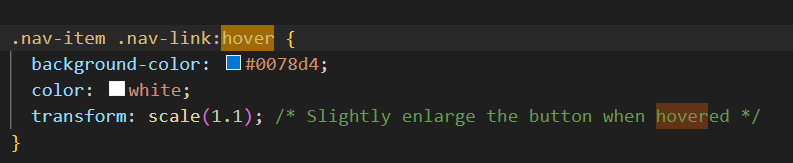 .nav-item .nav-link:hover {
  background-color: #0078d4;
  color: white;
  transform: scale(1.1); /* Slightly enlarge the button when hovered */
}